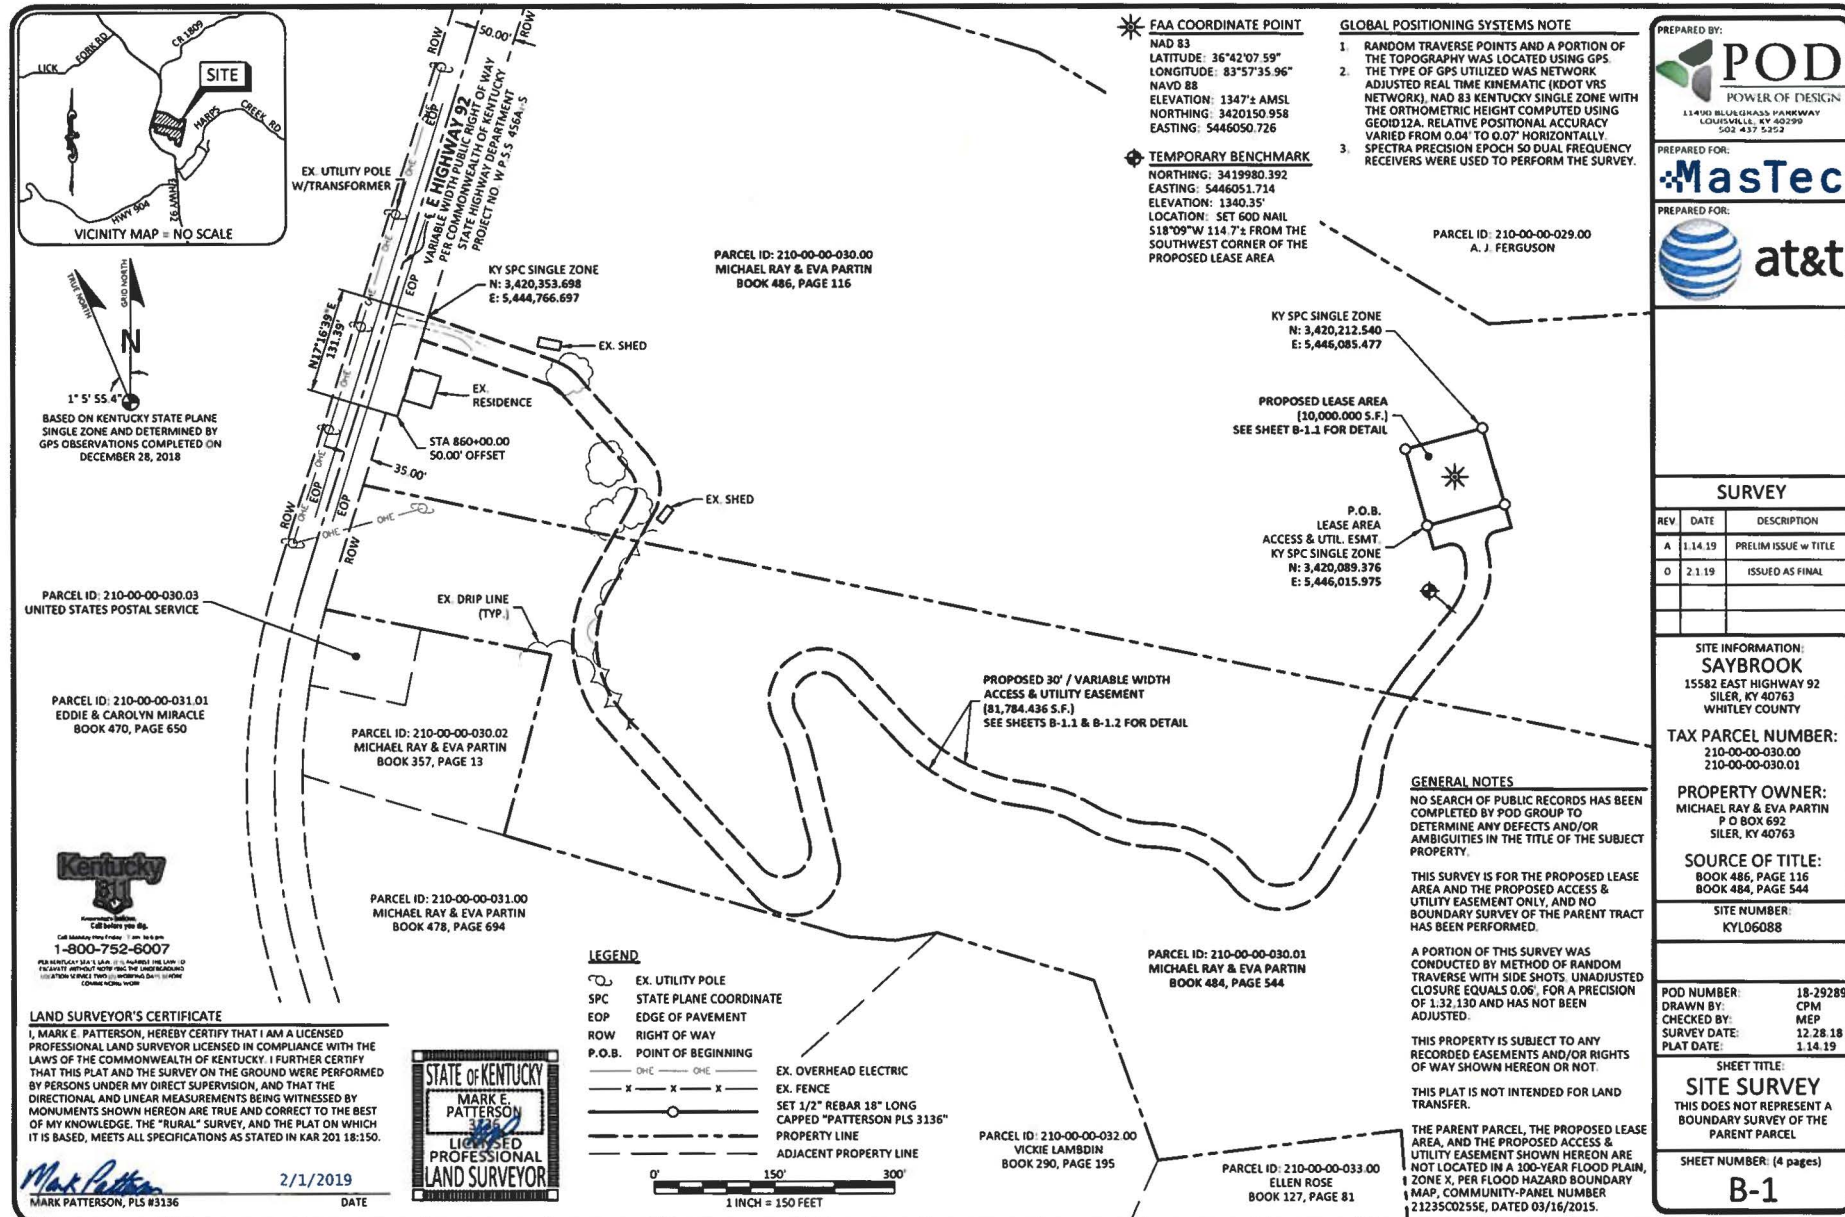 LICK
FORK RD
CR 1809
SITE
HARPS
CREEK RD
HWY 904
E HWY 92
VICINITY MAP = NO SCALE
TRUE NORTH
GRID NORTH
N
1° 5' 55.4"
BASED ON KENTUCKY STATE PLANE
SINGLE ZONE AND DETERMINED BY
GPS OBSERVATIONS COMPLETED ON
DECEMBER 28, 2018
ROW
50.00'
ROW
EOP
EX. UTILITY POLE
W/TRANSFORMER
OHE
E HIGHWAY 92
VARIABLE WIDTH PUBLIC RIGHT OF WAY
PER COMMONWEALTH OF KENTUCKY
STATE HIGHWAY DEPARTMENT
EOP
OHE
KY SPC SINGLE ZONE
N: 3,420,353.698
E: 5,444,766.697
N17°16'39"E
131.39'
OHE
OHE
EX. SHED
EX.
RESIDENCE
STA 860+00.00
50.00' OFFSET
35.00'
OHE
EOP
EOP
ROW
OHE
OHE
OHE
ROW
EX. SHED
PARCEL ID: 210-00-00-030.00
MICHAEL RAY & EVA PARTIN
BOOK 486, PAGE 116
FAA COORDINATE POINT
NAD 83
LATITUDE: 36°42'07.59"
LONGITUDE: 83°57'35.96"
NAVD 88
ELEVATION: 1347'± AMSL
NORTHING: 3420150.958
EASTING: 5446050.726
TEMPORARY BENCHMARK
NORTHING: 3419980.392
EASTING: 5446051.714
ELEVATION: 1340.35'
LOCATION: SET 60D NAIL
S18°09"W 114.7'± FROM THE
SOUTHWEST CORNER OF THE
PROPOSED LEASE AREA
GLOBAL POSITIONING SYSTEMS NOTE
1. RANDOM TRAVERSE POINTS AND A PORTION OF
THE TOPOGRAPHY WAS LOCATED USING GPS.
2. THE TYPE OF GPS UTILIZED WAS NETWORK
ADJUSTED REAL TIME KINEMATIC (KDOT VRS
NETWORK), NAD 83 KENTUCKY SINGLE ZONE WITH
THE ORTHOMETRIC HEIGHT COMPUTED USING
GEOID12A. RELATIVE POSITIONAL ACCURACY
VARIED FROM 0.04' TO 0.07' HORIZONTALLY.
3. SPECTRA PRECISION EPOCH 50 DUAL FREQUENCY
RECEIVERS WERE USED TO PERFORM THE SURVEY.
PARCEL ID: 210-00-00-029.00
A. J. FERGUSON
KY SPC SINGLE ZONE
N: 3,420,212.540
E: 5,446,085.477
PROPOSED LEASE AREA
(10,000.000 S.F.)
SEE SHEET B-1.1 FOR DETAIL
P.O.B.
LEASE AREA
ACCESS & UTIL. ESMT.
KY SPC SINGLE ZONE
N: 3,420,089.376
E: 5,446,015.975
PARCEL ID: 210-00-00-030.03
UNITED STATES POSTAL SERVICE
EX. DRIP LINE
(TYP.)
PARCEL ID: 210-00-00-031.01
EDDIE & CAROLYN MIRACLE
BOOK 470, PAGE 650
PARCEL ID: 210-00-00-030.02
MICHAEL RAY & EVA PARTIN
BOOK 357, PAGE 13
PROPOSED 30' / VARIABLE WIDTH
ACCESS & UTILITY EASEMENT
(81,784.436 S.F.)
SEE SHEETS B-1.1 & B-1.2 FOR DETAIL
PARCEL ID: 210-00-00-031.00
MICHAEL RAY & EVA PARTIN
BOOK 478, PAGE 694
PARCEL ID: 210-00-00-030.01
MICHAEL RAY & EVA PARTIN
BOOK 484, PAGE 544
PARCEL ID: 210-00-00-032.00
VICKIE LAMBDIN
BOOK 290, PAGE 195
PARCEL ID: 210-00-00-033.00
ELLEN ROSE
BOOK 127, PAGE 81
Kentucky
811
Call before you dig.
1-800-752-6007
LAND SURVEYOR'S CERTIFICATE
I, MARK E. PATTERSON, HEREBY CERTIFY THAT I AM A LICENSED
PROFESSIONAL LAND SURVEYOR LICENSED IN COMPLIANCE WITH THE
LAWS OF THE COMMONWEALTH OF KENTUCKY. I FURTHER CERTIFY
THAT THIS PLAT AND THE SURVEY ON THE GROUND WERE PERFORMED
BY PERSONS UNDER MY DIRECT SUPERVISION, AND THAT THE
DIRECTIONAL AND LINEAR MEASUREMENTS BEING WITNESSED BY
MONUMENTS SHOWN HEREON ARE TRUE AND CORRECT TO THE BEST
OF MY KNOWLEDGE. THE "RURAL" SURVEY, AND THE PLAT ON WHICH
IT IS BASED, MEETS ALL SPECIFICATIONS AS STATED IN KAR 201 18:150.
Mark Patterson
2/1/2019
MARK PATTERSON, PLS #3136
DATE
STATE OF KENTUCKY
MARK E.
PATTERSON
3136
LICENSED
PROFESSIONAL
LAND SURVEYOR
LEGEND
EX. UTILITY POLE
SPC STATE PLANE COORDINATE
EOP EDGE OF PAVEMENT
ROW RIGHT OF WAY
P.O.B. POINT OF BEGINNING
OHE OHE EX. OVERHEAD ELECTRIC
X X X EX. FENCE
SET 1/2" REBAR 18" LONG
CAPPED "PATTERSON PLS 3136"
PROPERTY LINE
ADJACENT PROPERTY LINE
0' 150' 300'
1 INCH = 150 FEET
GENERAL NOTES
NO SEARCH OF PUBLIC RECORDS HAS BEEN
COMPLETED BY POD GROUP TO
DETERMINE ANY DEFECTS AND/OR
AMBIGUITIES IN THE TITLE OF THE SUBJECT
PROPERTY.
THIS SURVEY IS FOR THE PROPOSED LEASE
AREA AND THE PROPOSED ACCESS &
UTILITY EASEMENT ONLY, AND NO
BOUNDARY SURVEY OF THE PARENT TRACT
HAS BEEN PERFORMED.
A PORTION OF THIS SURVEY WAS
CONDUCTED BY METHOD OF RANDOM
TRAVERSE WITH SIDE SHOTS. UNADJUSTED
CLOSURE EQUALS 0.06', FOR A PRECISION
OF 1:32,130 AND HAS NOT BEEN
ADJUSTED.
THIS PROPERTY IS SUBJECT TO ANY
RECORDED EASEMENTS AND/OR RIGHTS
OF WAY SHOWN HEREON OR NOT.
THIS PLAT IS NOT INTENDED FOR LAND
TRANSFER.
THE PARENT PARCEL, THE PROPOSED LEASE
AREA, AND THE PROPOSED ACCESS &
UTILITY EASEMENT SHOWN HEREON ARE
NOT LOCATED IN A 100-YEAR FLOOD PLAIN,
ZONE X, PER FLOOD HAZARD BOUNDARY
MAP, COMMUNITY-PANEL NUMBER
21235C0255E, DATED 03/16/2015.
PREPARED BY:
POD
POWER OF DESIGN
11490 BLUEGRASS PARKWAY
LOUISVILLE, KY 40299
502 437 5252
PREPARED FOR:
MasTec
PREPARED FOR:
at&t
SURVEY
REV. DATE DESCRIPTION
A 1.14.19 PRELIM ISSUE w TITLE
0 2.1.19 ISSUED AS FINAL
SITE INFORMATION:
SAYBROOK
15582 EAST HIGHWAY 92
SILER, KY 40763
WHITLEY COUNTY
TAX PARCEL NUMBER:
210-00-00-030.00
210-00-00-030.01
PROPERTY OWNER:
MICHAEL RAY & EVA PARTIN
P O BOX 692
SILER, KY 40763
SOURCE OF TITLE:
BOOK 486, PAGE 116
BOOK 484, PAGE 544
SITE NUMBER:
KYL06088
POD NUMBER: 18-29289
DRAWN BY: CPM
CHECKED BY: MEP
SURVEY DATE: 12.28.18
PLAT DATE: 1.14.19
SHEET TITLE:
SITE SURVEY
THIS DOES NOT REPRESENT A
BOUNDARY SURVEY OF THE
PARENT PARCEL
SHEET NUMBER: (4 pages)
B-1